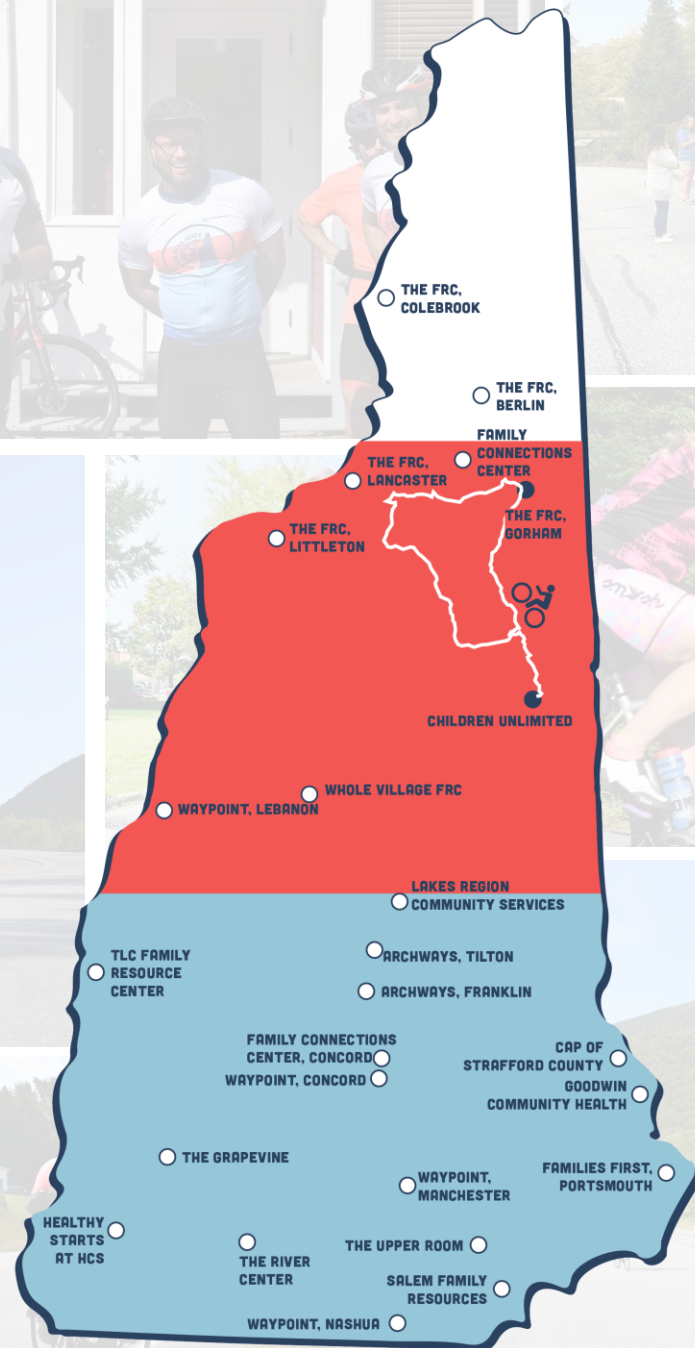 THE FRC,
COLEBROOK
THE FRC,
BERLIN
FAMILY
CONNECTIONS
CENTER
THE FRC,
LANCASTER
THE FRC,
GORHAM
THE FRC,
LITTLETON
CHILDREN UNLIMITED
WHOLE VILLAGE FRC
WAYPOINT, LEBANON
LAKES REGION
COMMUNITY SERVICES
ARCHWAYS, TILTON
TLC FAMILY
RESOURCE
CENTER
ARCHWAYS, FRANKLIN
FAMILY CONNECTIONS
CENTER, CONCORD
CAP OF
STRAFFORD COUNTY
WAYPOINT, CONCORD
GOODWIN
COMMUNITY HEALTH
THE GRAPEVINE
FAMILIES FIRST,
PORTSMOUTH
WAYPOINT,
MANCHESTER
HEALTHY
STARTS
AT HCS
THE RIVER
CENTER
THE UPPER ROOM
SALEM FAMILY
RESOURCES
WAYPOINT, NASHUA